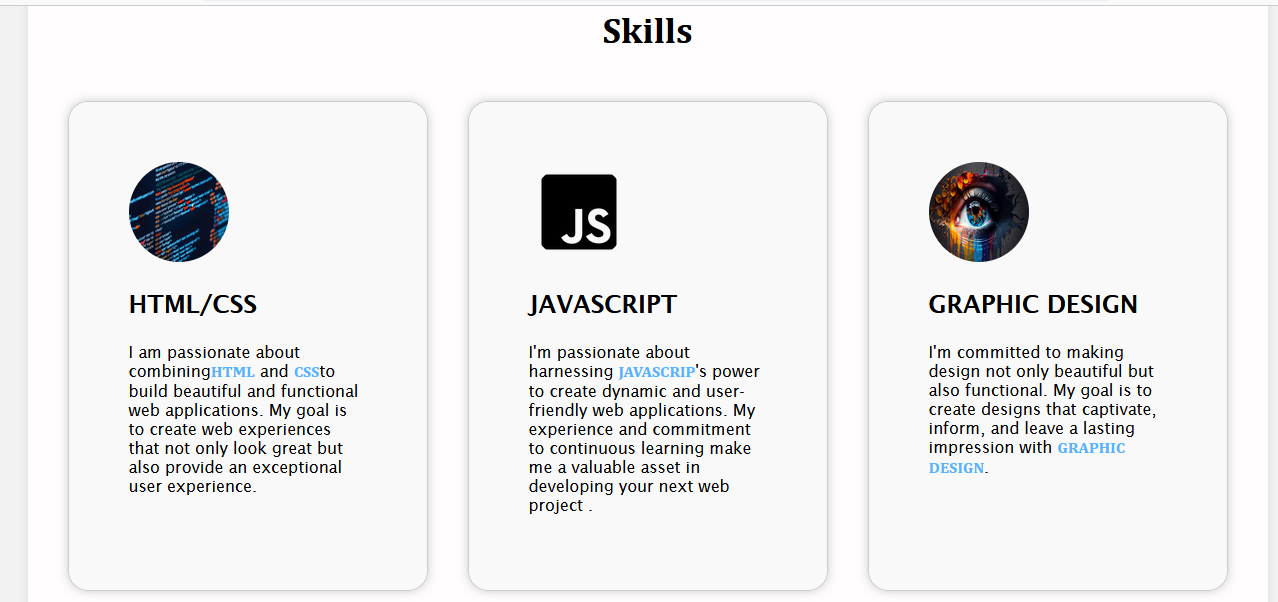 Skills
JS
HTML/CSS
I am passionate about
combiningHTML and CSSto
build beautiful and functional
web applications. My goal is
to create web experiences
that not only look great but
also provide an exceptional
user experience.
JAVASCRIPT
I'm passionate about
harnessing JAVASCRIP's power
to create dynamic and user-
friendly web applications. My
experience and commitment
to continuous learning make
me a valuable asset in
developing your next web
project .
GRAPHIC DESIGN
I'm committed to making
design not only beautiful but
also functional. My goal is to
create designs that captivate,
inform, and leave a lasting
impression with GRAPHIC
DESIGN.